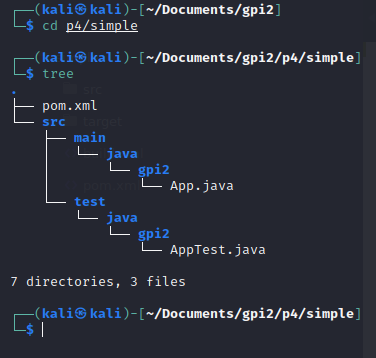 ┌──(kali㉿kali)-[~/Documents/gpi2]
└─$ cd p4/simple
┌──(kali㉿kali)-[~/Documents/gpi2/p4/simple]
└─$ tree
.
├── pom.xml
└── src
    ├── main
    │   └── java
    │       └── gpi2
    │           └── App.java
    └── test
        └── java
            └── gpi2
                └── AppTest.java
7 directories, 3 files
┌──(kali㉿kali)-[~/Documents/gpi2/p4/simple]
└─$